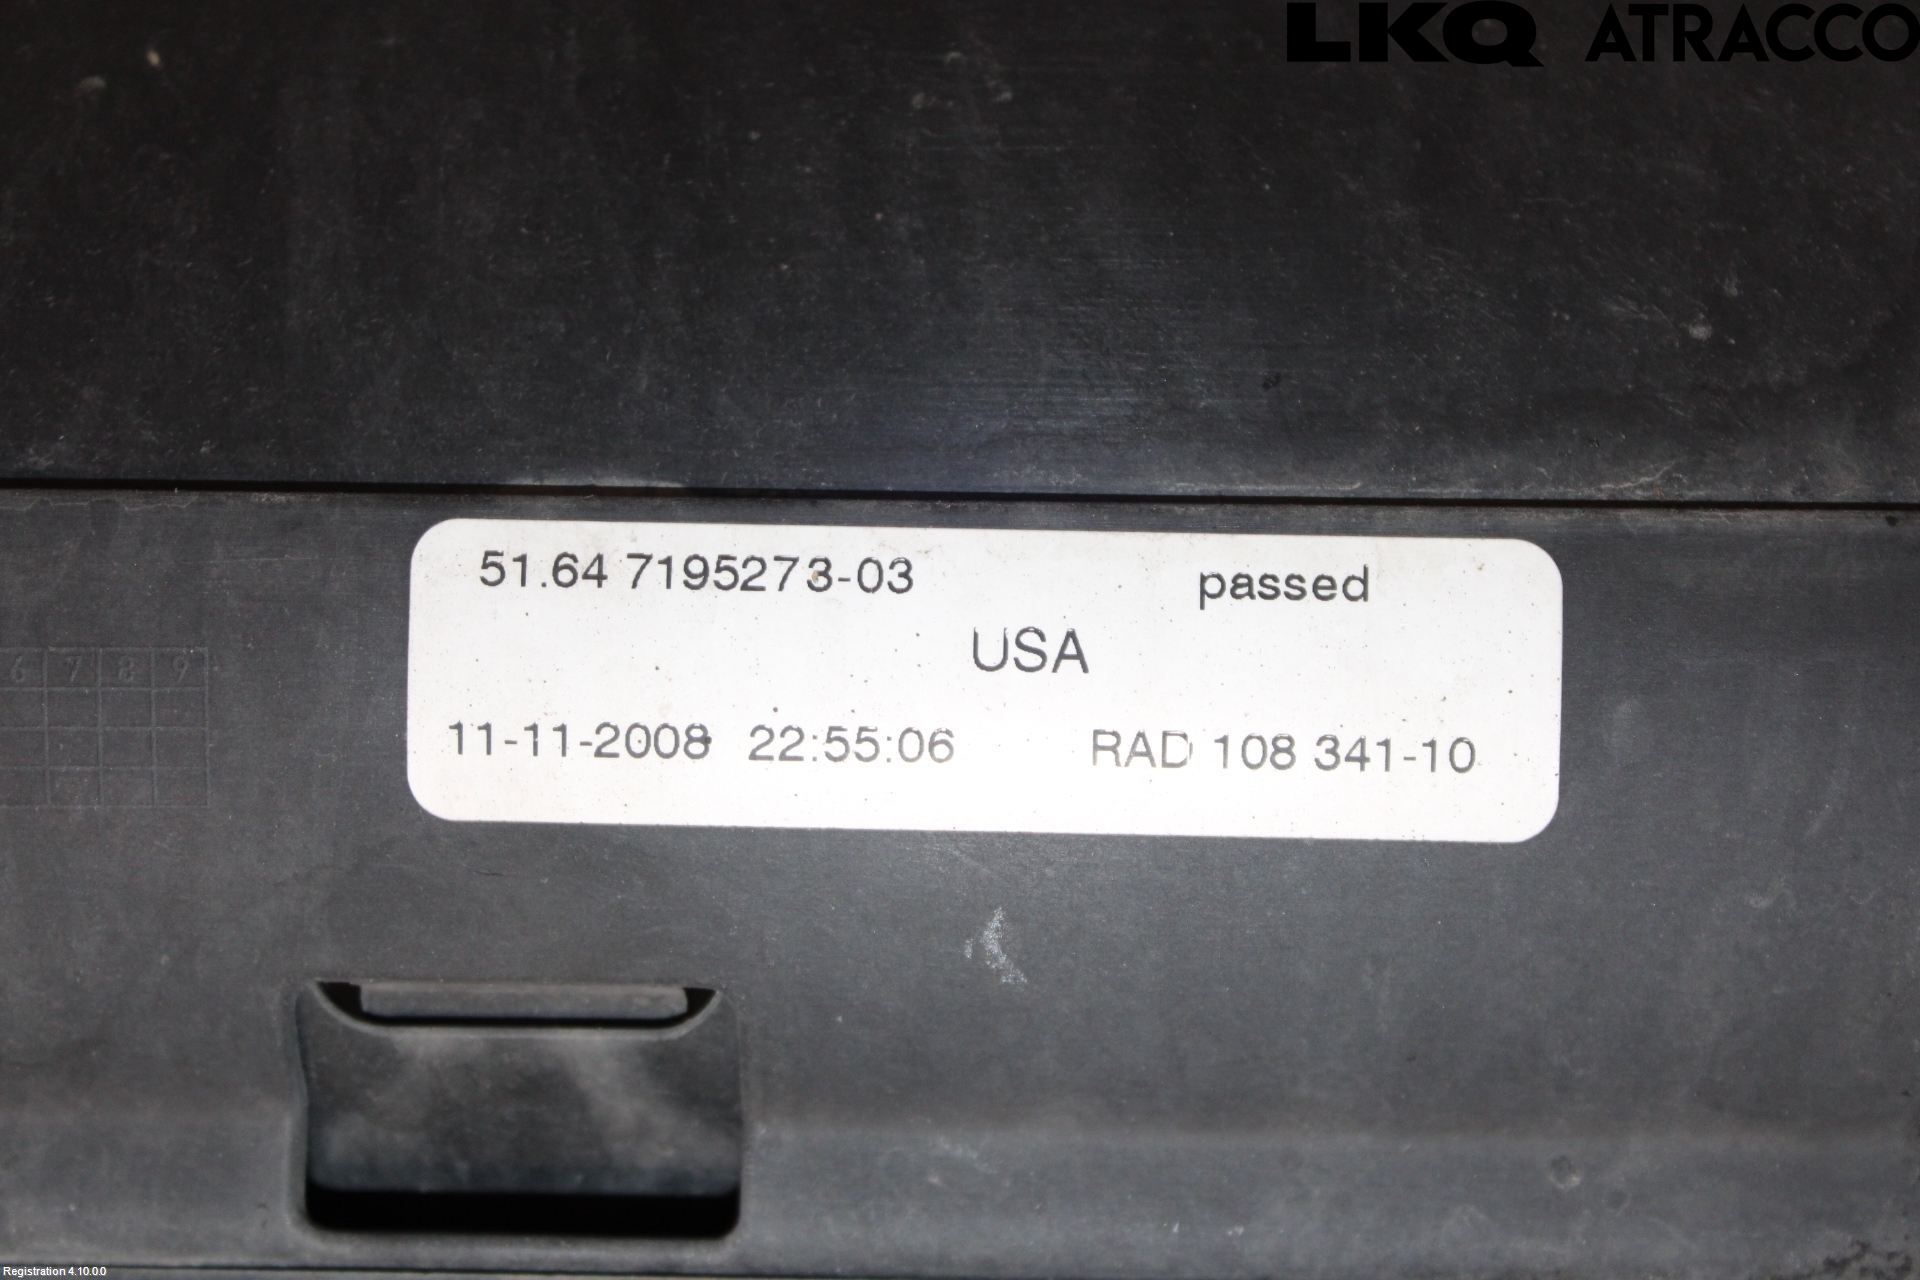 LKQ ATRACCO
51.64 7195273-03 passed
USA
6 7 8 9
11-11-2008 22:55:06 RAD 108 341-10
Registration 4.10.0.0